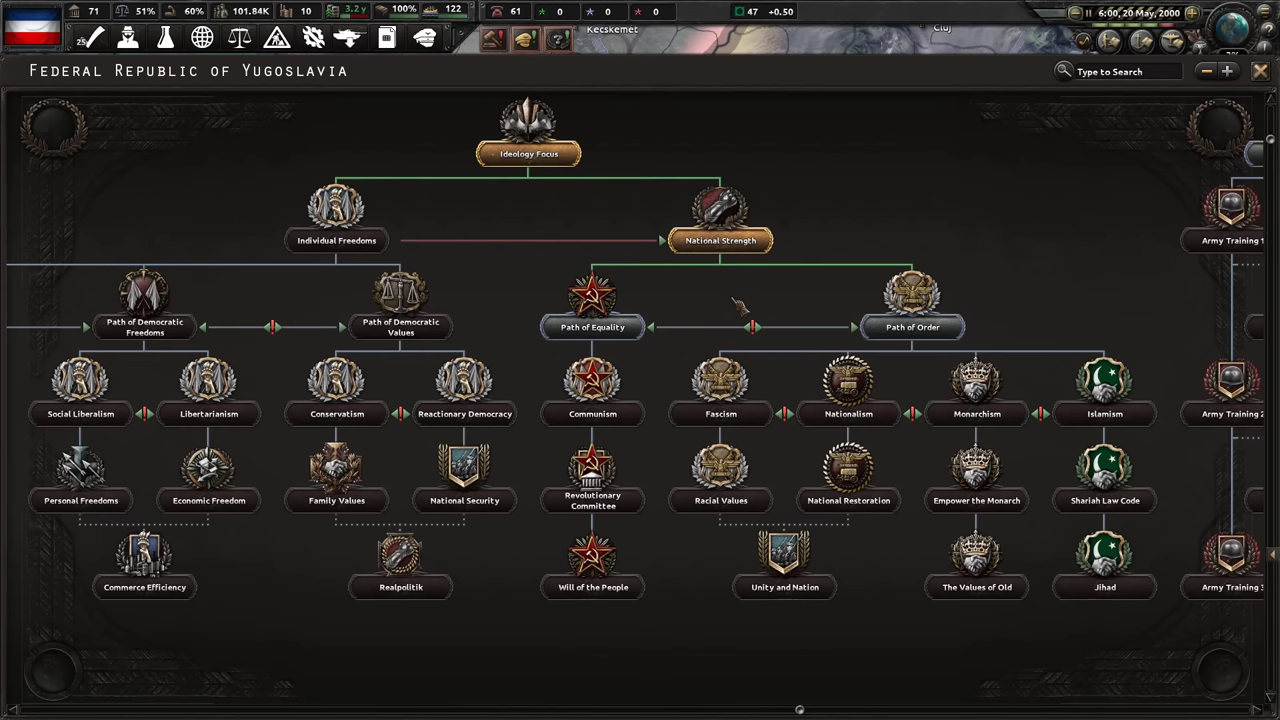 71 51% 60% 101.84K 10 3.2 y 100% 122 61 0 0 0 47 +0.50 6:00, 20 May, 2000
25
Kecskemet
Cluj
Federal Republic of Yugoslavia
Type to Search
Ideology Focus
Individual Freedoms
National Strength
Army Training 1
Path of Democratic
Freedoms
Path of Democratic
Values
Path of Equality
Path of Order
Social Liberalism
Libertarianism
Conservatism
Reactionary Democracy
Communism
Fascism
Nationalism
Monarchism
Islamism
Army Training 2
Personal Freedoms
Economic Freedom
Family Values
National Security
Revolutionary
Committee
Racial Values
National Restoration
Empower the Monarch
Shariah Law Code
Commerce Efficiency
Realpolitik
Will of the People
Unity and Nation
The Values of Old
Jihad
Army Training 3